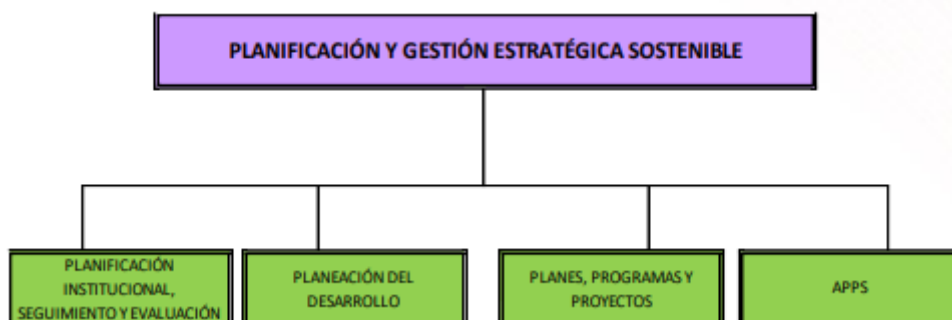 PLANIFICACIÓN Y GESTIÓN ESTRATÉGICA SOSTENIBLE
PLANIFICACIÓN
INSTITUCIONAL,
SEGUIMIENTO Y EVALUACIÓN
PLANEACIÓN DEL
DESARROLLO
PLANES, PROGRAMAS Y
PROYECTOS
APPS